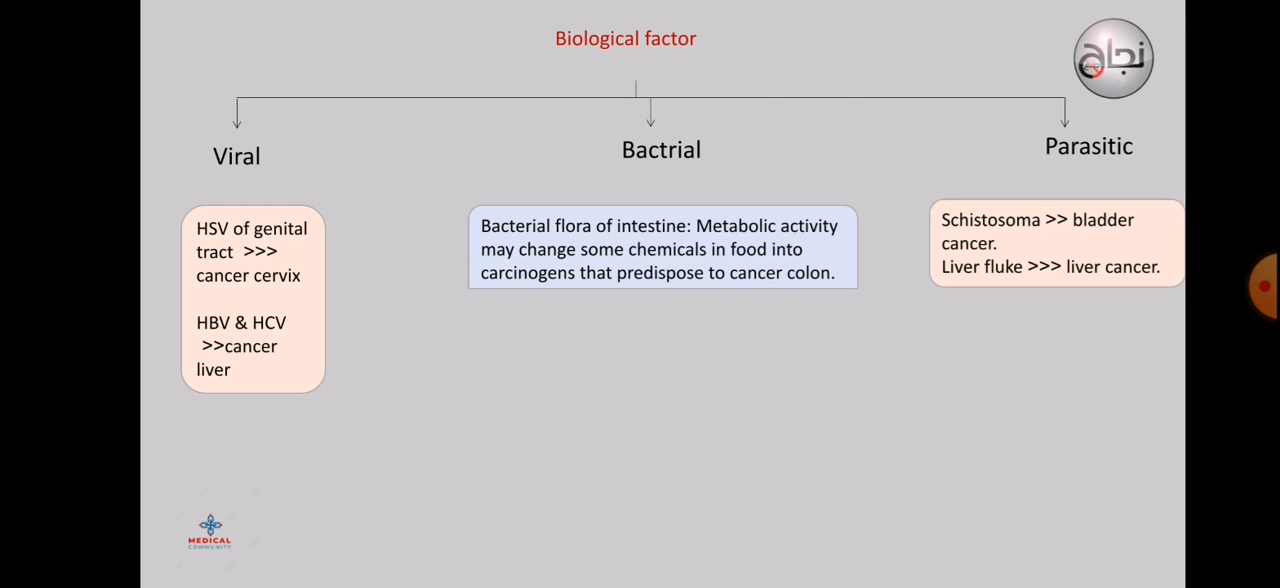 Biological factor
نجاح
Viral
Bactrial
Parasitic
HSV of genital
tract >>>
cancer cervix
HBV & HCV
>>cancer
liver
Bacterial flora of intestine: Metabolic activity
may change some chemicals in food into
carcinogens that predispose to cancer colon.
Schistosoma >> bladder
cancer.
Liver fluke >>> liver cancer.
MEDICAL
COMMUNITY